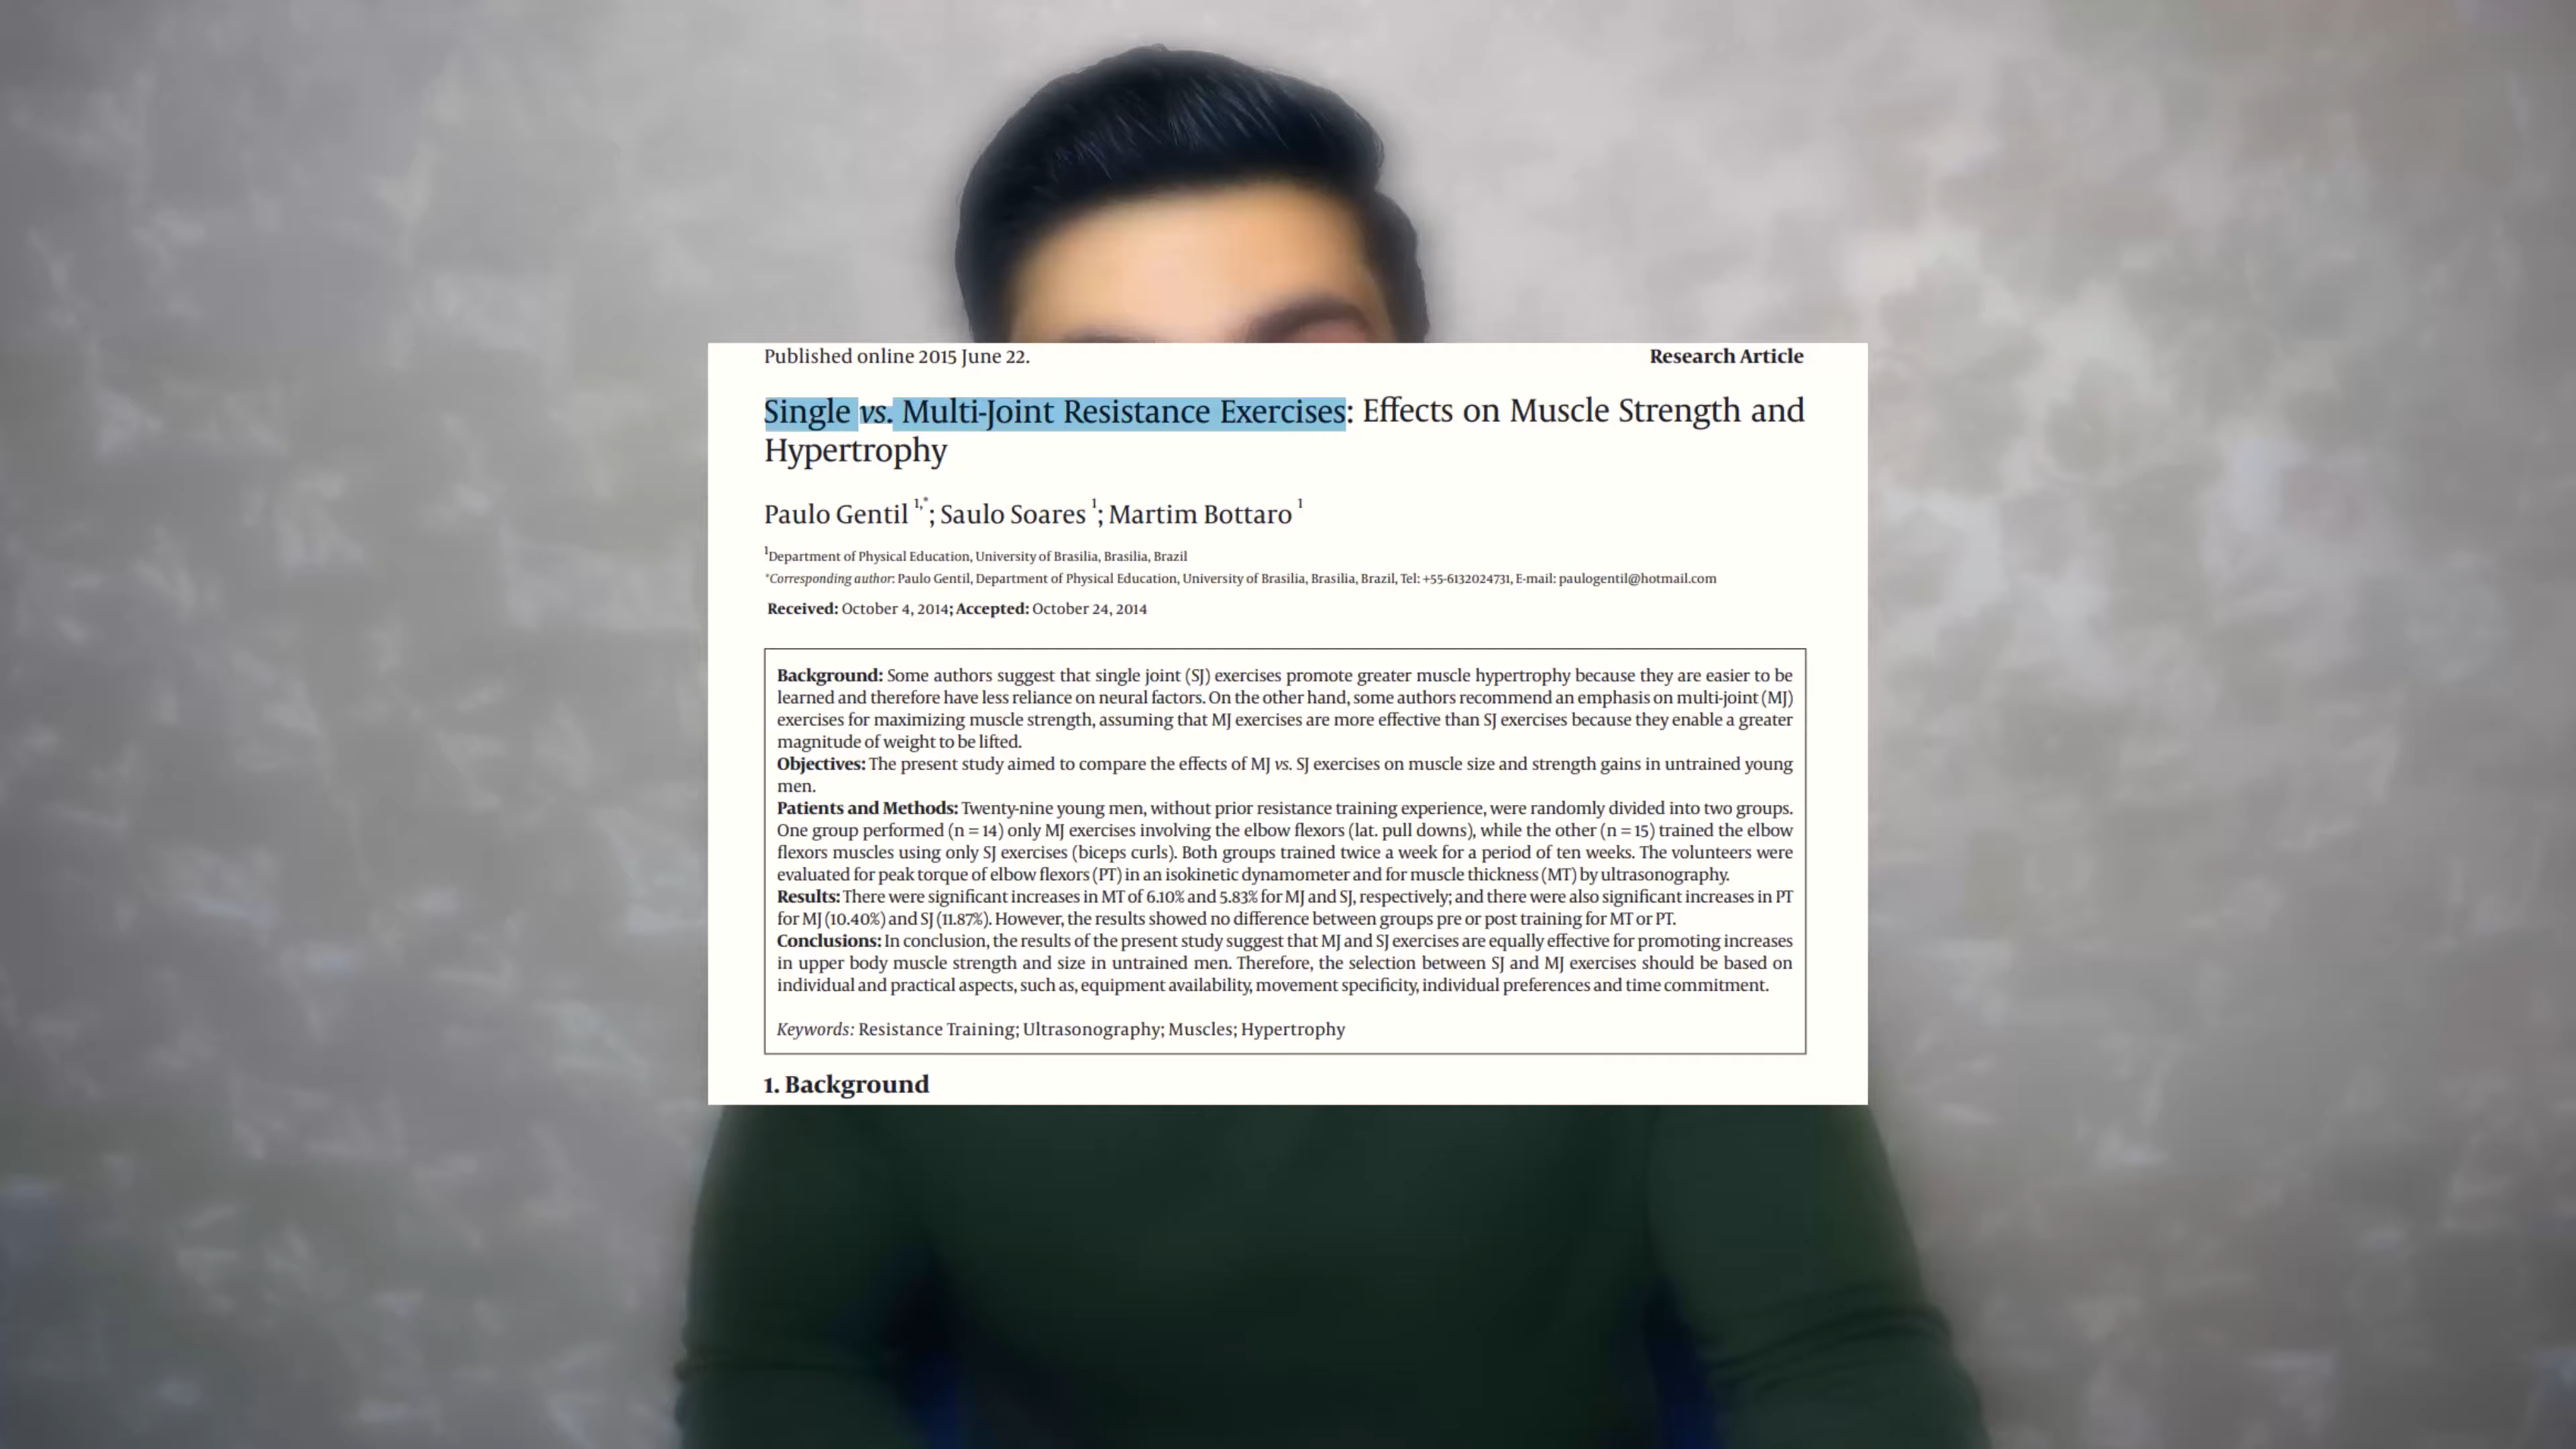 Published online 2015 June 22.
Research Article
Single vs. Multi-Joint Resistance Exercises: Effects on Muscle Strength and
Hypertrophy
Paulo Gentil 1,*; Saulo Soares 1; Martim Bottaro 1
1Department of Physical Education, University of Brasilia, Brasilia, Brazil
*Corresponding author: Paulo Gentil, Department of Physical Education, University of Brasilia, Brasilia, Brazil, Tel: +55-6132024731, E-mail: paulogentil@hotmail.com
Received: October 4, 2014; Accepted: October 24, 2014
Background: Some authors suggest that single joint (SJ) exercises promote greater muscle hypertrophy because they are easier to be
learned and therefore have less reliance on neural factors. On the other hand, some authors recommend an emphasis on multi-joint (MJ)
exercises for maximizing muscle strength, assuming that MJ exercises are more effective than SJ exercises because they enable a greater
magnitude of weight to be lifted.
Objectives: The present study aimed to compare the effects of MJ vs. SJ exercises on muscle size and strength gains in untrained young
men.
Patients and Methods: Twenty-nine young men, without prior resistance training experience, were randomly divided into two groups.
One group performed (n = 14) only MJ exercises involving the elbow flexors (lat. pull downs), while the other (n = 15) trained the elbow
flexors muscles using only SJ exercises (biceps curls). Both groups trained twice a week for a period of ten weeks. The volunteers were
evaluated for peak torque of elbow flexors (PT) in an isokinetic dynamometer and for muscle thickness (MT) by ultrasonography.
Results: There were significant increases in MT of 6.10% and 5.83% for MJ and SJ, respectively; and there were also significant increases in PT
for MJ (10.40%) and SJ (11.87%). However, the results showed no difference between groups pre or post training for MT or PT.
Conclusions: In conclusion, the results of the present study suggest that MJ and SJ exercises are equally effective for promoting increases
in upper body muscle strength and size in untrained men. Therefore, the selection between SJ and MJ exercises should be based on
individual and practical aspects, such as, equipment availability, movement specificity, individual preferences and time commitment.
Keywords: Resistance Training; Ultrasonography; Muscles; Hypertrophy
1. Background